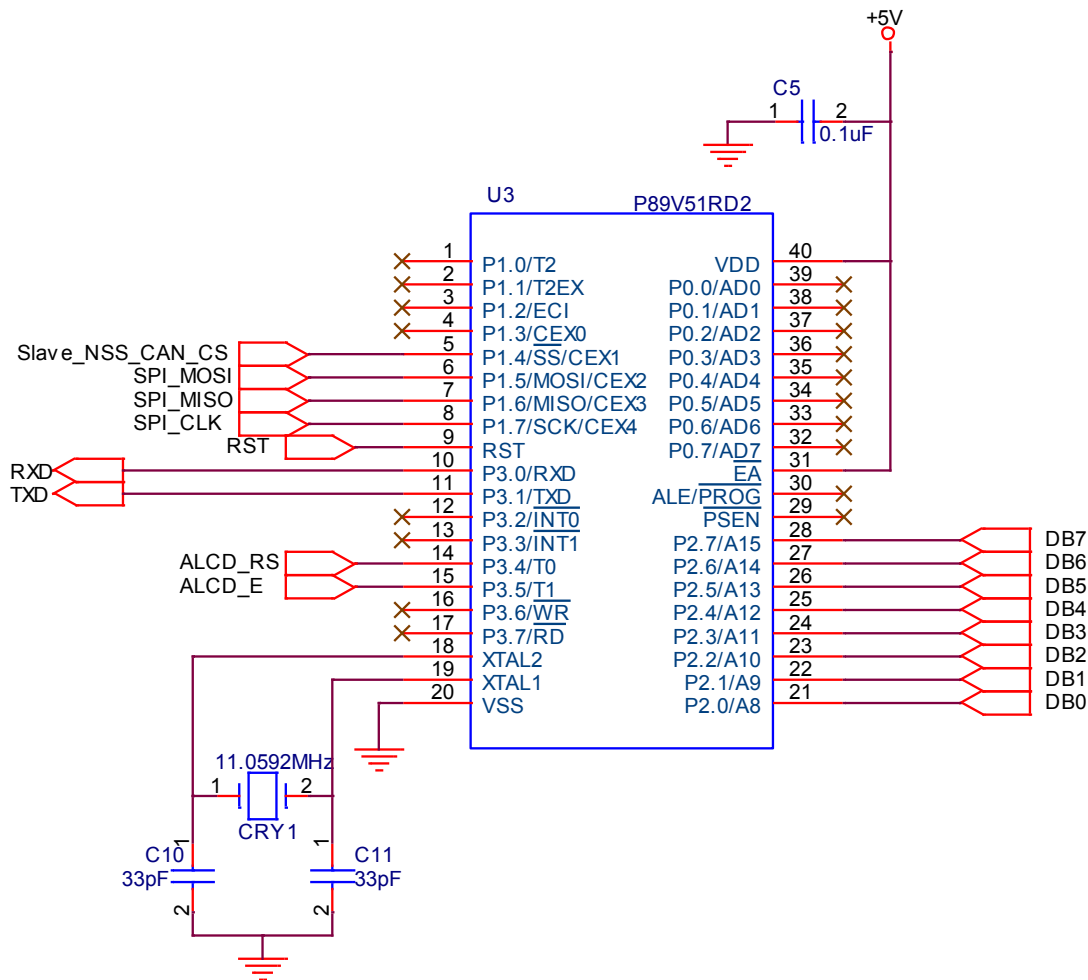 +5V
C5
1 2
0.1uF
U3
P89V51RD2
1 P1.0/T2 VDD 40
2 P1.1/T2EX P0.0/AD0 39
3 P1.2/ECI P0.1/AD1 38
4 P1.3/CEX0 P0.2/AD2 37
Slave_NSS_CAN_CS 5 P1.4/S̅S̅/CEX1 P0.3/AD3 36
SPI_MOSI 6 P1.5/MOSI/CEX2 P0.4/AD4 35
SPI_MISO 7 P1.6/MISO/CEX3 P0.5/AD5 34
SPI_CLK 8 P1.7/SCK/CEX4 P0.6/AD6 33
RST 9 RST P0.7/AD7 32
RXD 10 P3.0/RXD E̅A̅ 31
TXD 11 P3.1/TXD ALE/P̅R̅O̅G̅ 30
12 P3.2/I̅N̅T̅0̅ P̅S̅E̅N̅ 29
13 P3.3/I̅N̅T̅1̅ P2.7/A15 28 DB7
ALCD_RS 14 P3.4/T0 P2.6/A14 27 DB6
ALCD_E 15 P3.5/T1 P2.5/A13 26 DB5
16 P3.6/W̅R̅ P2.4/A12 25 DB4
17 P3.7/R̅D̅ P2.3/A11 24 DB3
18 XTAL2 P2.2/A10 23 DB2
19 XTAL1 P2.1/A9 22 DB1
20 VSS P2.0/A8 21 DB0
11.0592MHz
1 2
CRY1
1 1
C10 C11
33pF 33pF
2 2